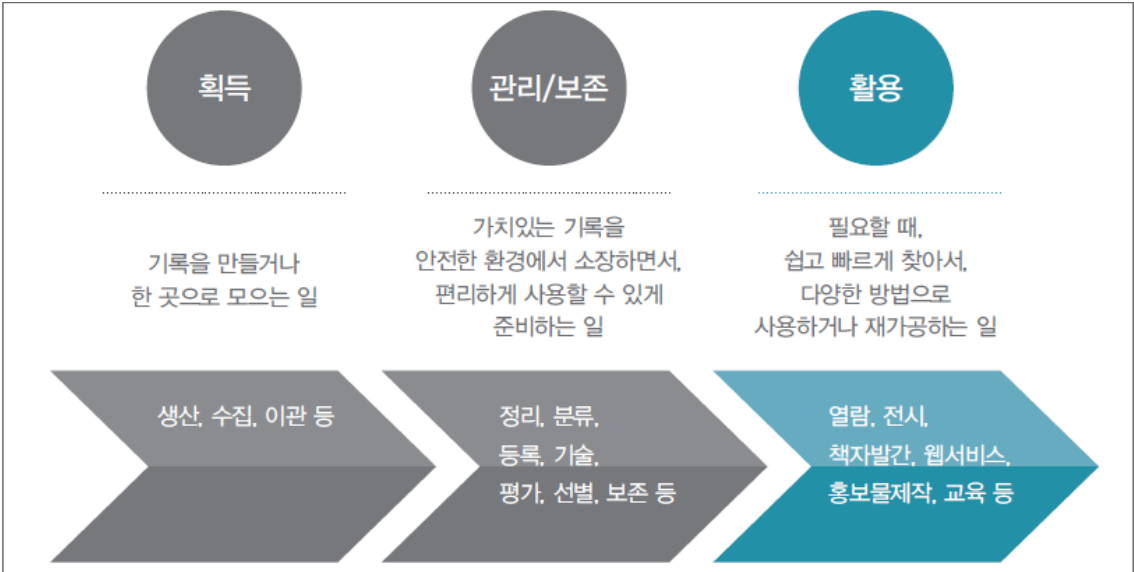 획득
관리/보존
활용
기록을 만들거나
한 곳으로 모으는 일
가치있는 기록을
안전한 환경에서 소장하면서,
편리하게 사용할 수 있게
준비하는 일
필요할 때,
쉽고 빠르게 찾아서,
다양한 방법으로
사용하거나 재가공하는 일
생산, 수집, 이관 등
정리, 분류,
등록, 기술,
평가, 선별, 보존 등
열람, 전시,
책자발간, 웹서비스,
홍보물제작, 교육 등